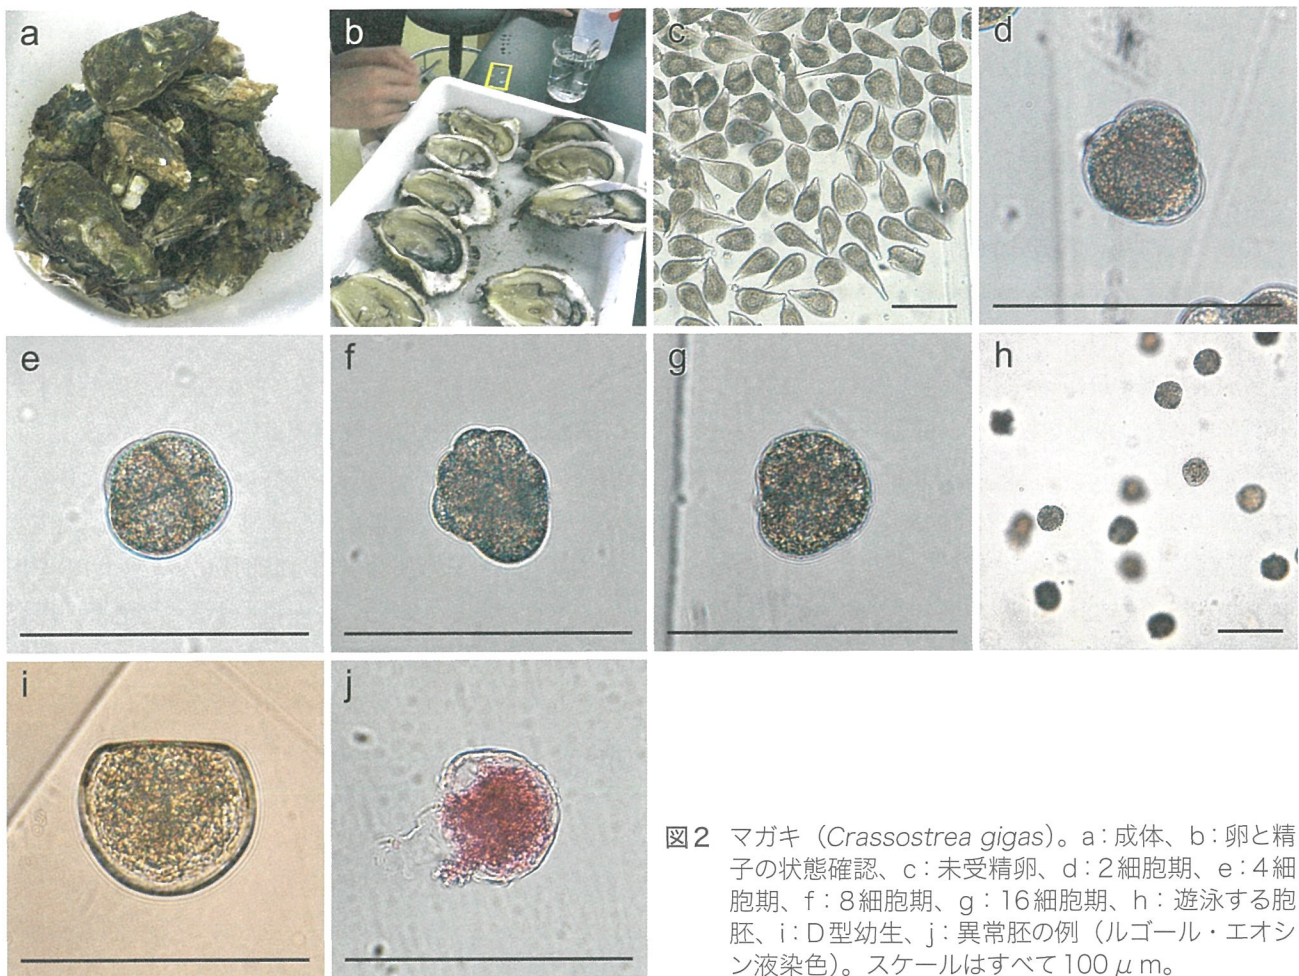 a
b
c
d
e
f
g
h
i
j
図2 マガキ（Crassostrea gigas）。a：成体、b：卵と精
子の状態確認、c：未受精卵、d：2細胞期、e：4細
胞期、f：8細胞期、g：16細胞期、h：遊泳する胞
胚、i：D型幼生、j：異常胚の例（ルゴール・エオシ
ン液染色）。スケールはすべて100μm。